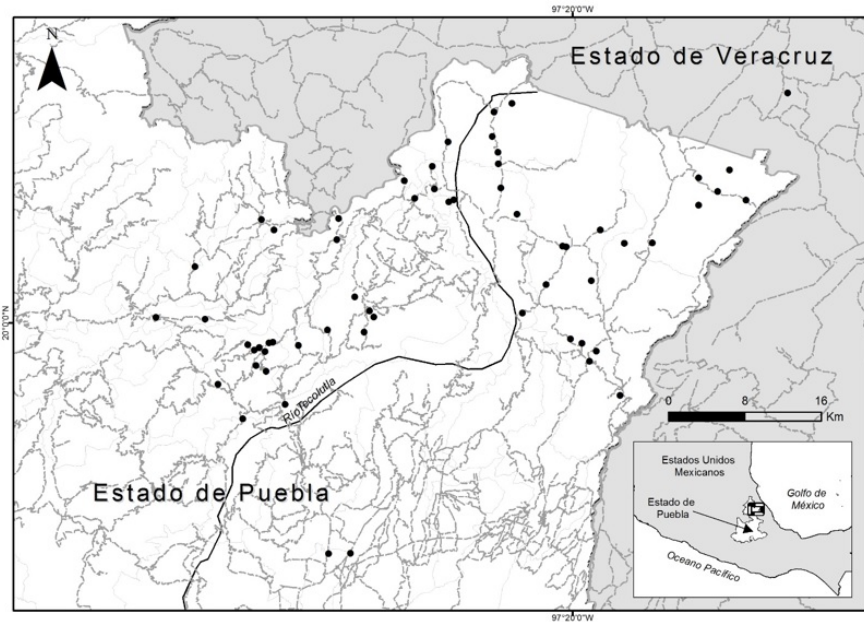 97°20'0"W
N
Estado de Veracruz
20°0'0"N
Río Tecolutla
0 8 16
Km
Estado de Puebla
Estados Unidos
Mexicanos
Golfo de
México
Estado de
Puebla
Oceano Pacífico
97°20'0"W